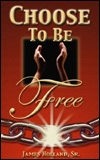 CHOOSE
TO BE
Free
JAMES HOLLAND, SR.